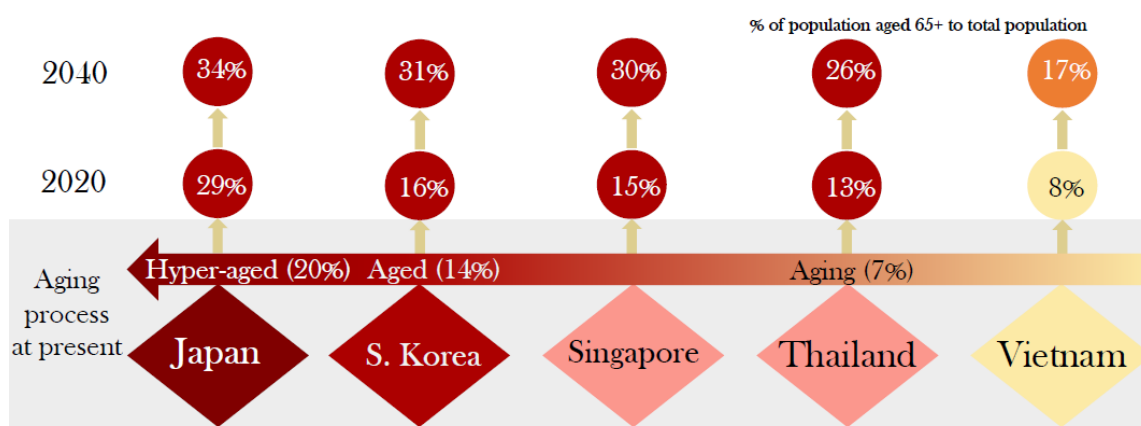 % of population aged 65+ to total population
2040 34% 31% 30% 26% 17%
2020 29% 16% 15% 13% 8%
Hyper-aged (20%) Aged (14%) Aging (7%)
Aging
process
at present
Japan S. Korea Singapore Thailand Vietnam